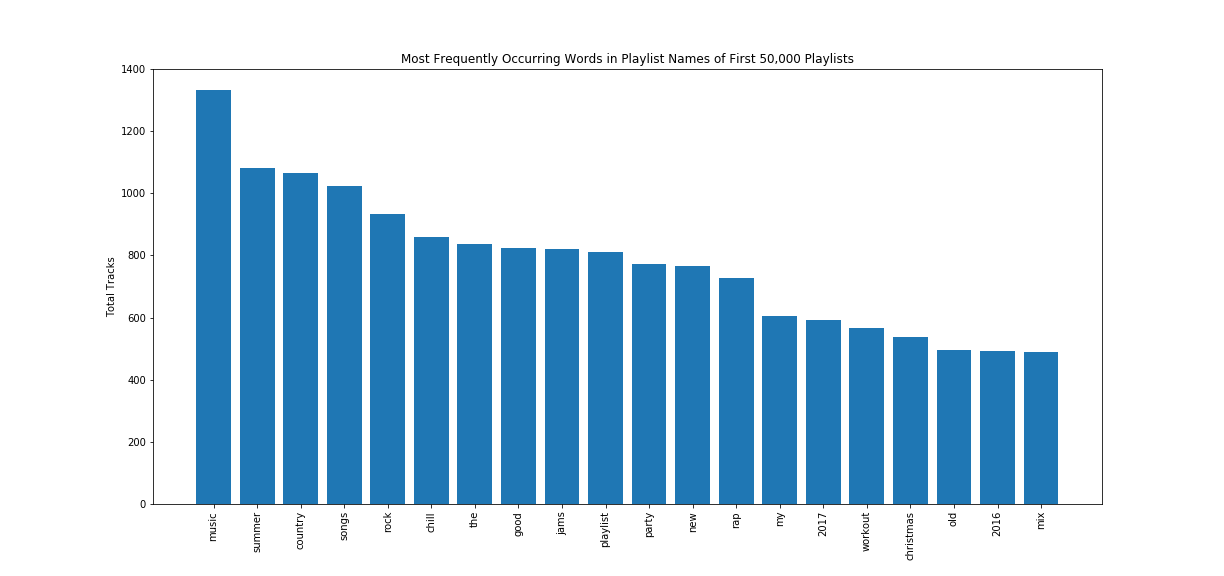 Most Frequently Occurring Words in Playlist Names of First 50,000 Playlists
Total Tracks
1400
1200
1000
800
600
400
200
0
music
summer
country
songs
rock
chill
the
good
jams
playlist
party
new
rap
my
2017
workout
christmas
old
2016
mix